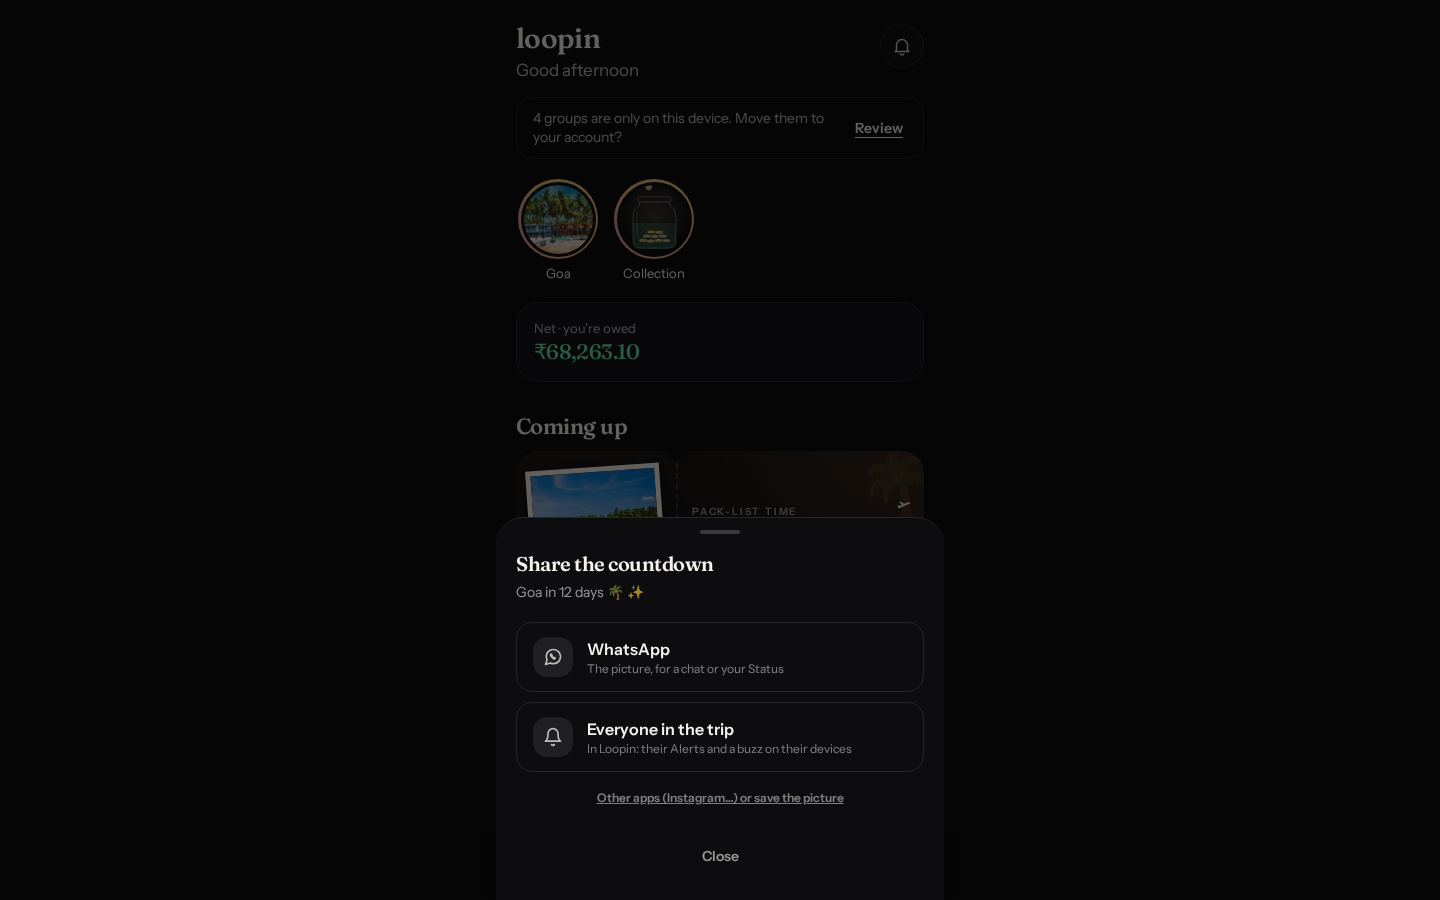 loopin
Good afternoon
4 groups are only on this device. Move them to
your account?
Review
Goa
Collection
Net · you're owed
₹68,263.10
Coming up
PACK-LIST TIME
Share the countdown
Goa in 12 days 🌴 ✨
WhatsApp
The picture, for a chat or your Status
Everyone in the trip
In Loopin: their Alerts and a buzz on their devices
Other apps (Instagram…) or save the picture
Close